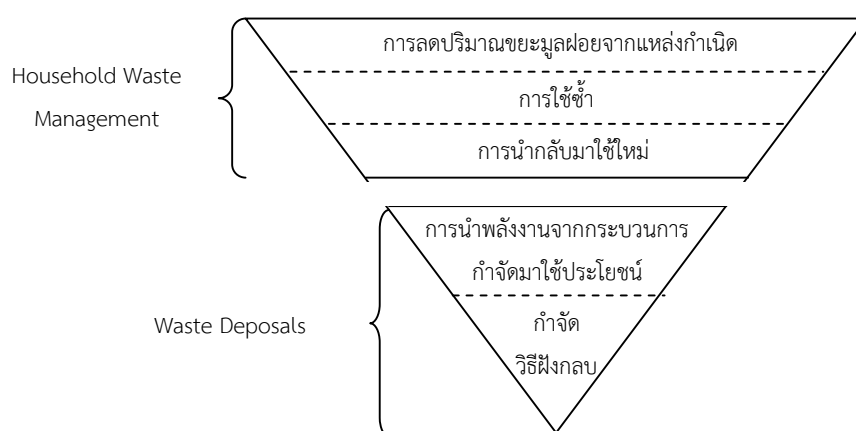 การลดปริมาณขยะมูลฝอยจากแหล่งกำเนิด
Household Waste
Management
การใช้ซ้ำ
การนำกลับมาใช้ใหม่
การนำพลังงานจากกระบวนการ
กำจัดมาใช้ประโยชน์
Waste Deposals
กำจัด
วิธีฝังกลบ